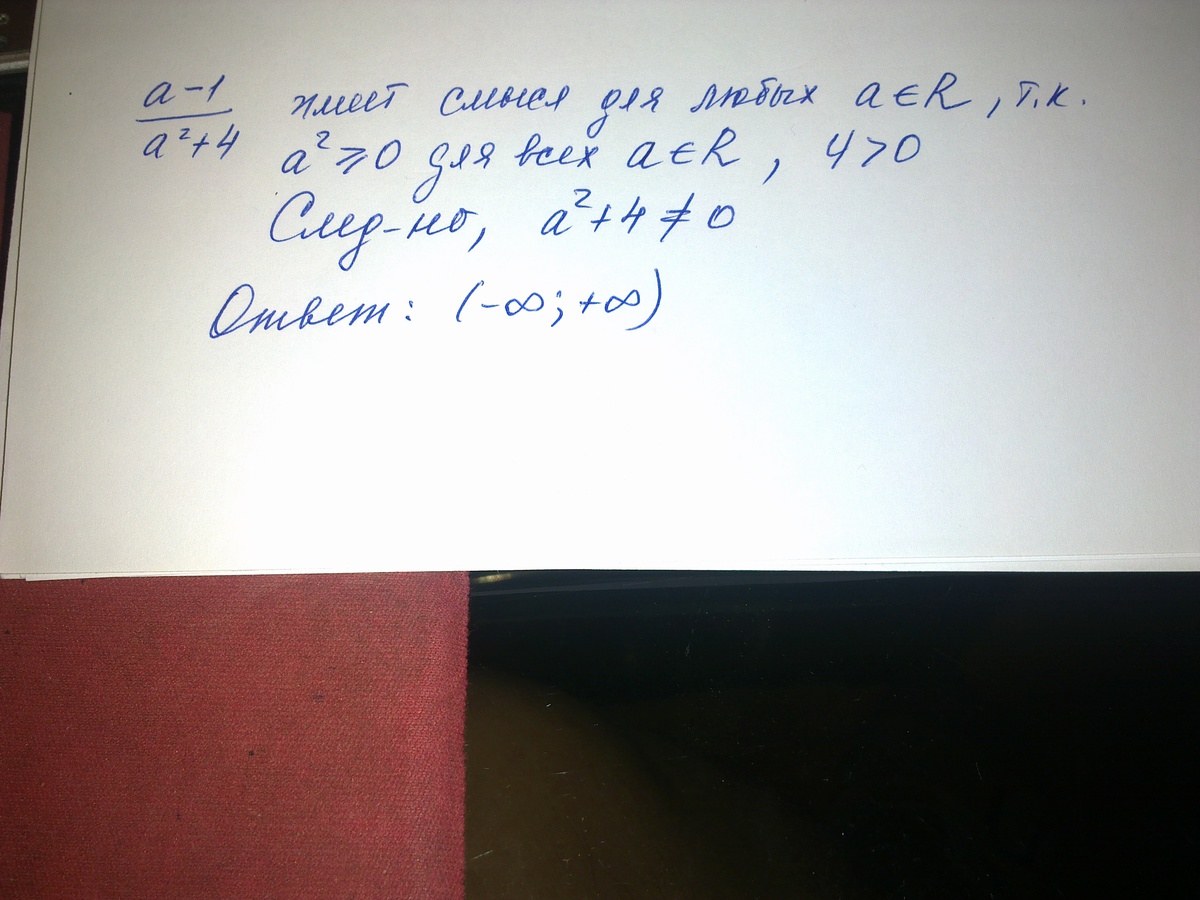 a-1/a²+4 имеет смысл для любых a∈R, т.к.
a²⩾0 для всех a∈R, 4>0
След-но, a²+4≠0
Ответ: (-∞;+∞)